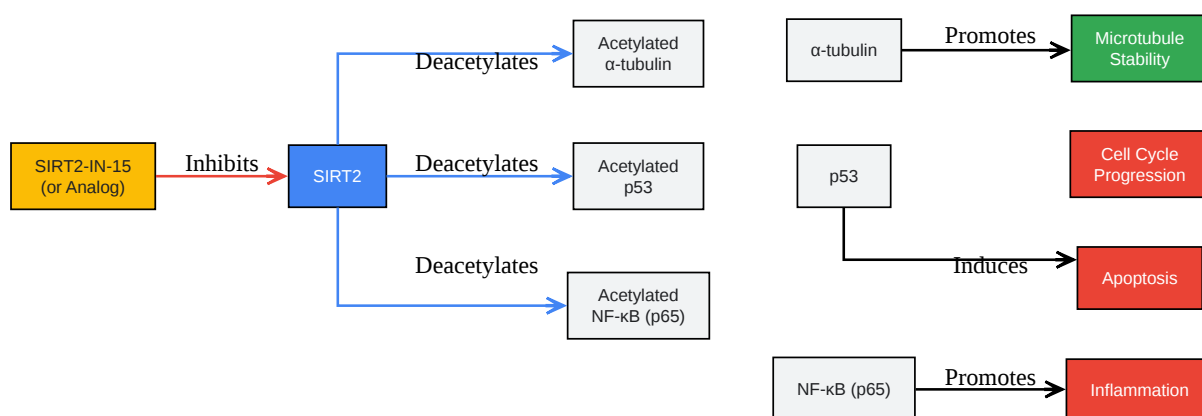 Acetylated
α-tubulin
Deacetylates
α-tubulin
Promotes
Microtubule
Stability
SIRT2-IN-15
(or Analog)
Inhibits
SIRT2
Deacetylates
Acetylated
p53
p53
Cell Cycle
Progression
Deacetylates
Acetylated
NF-κB (p65)
Induces
Apoptosis
NF-κB (p65)
Promotes
Inflammation